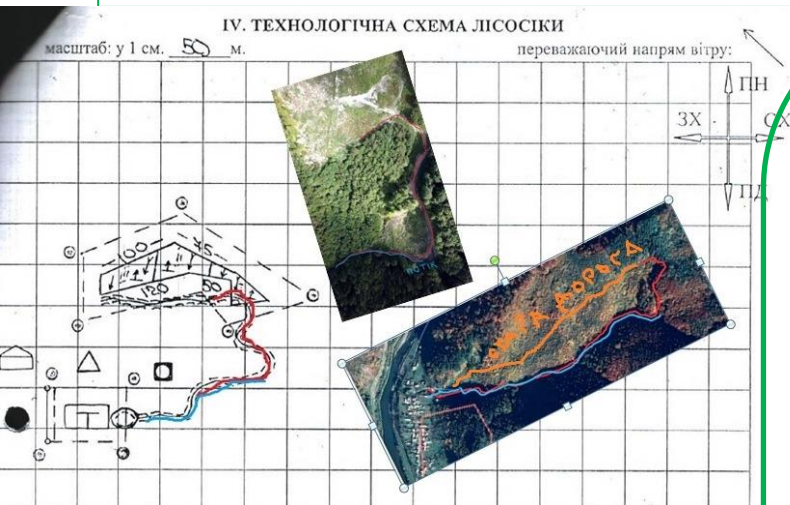 IV. ТЕХНОЛОГІЧНА СХЕМА ЛІСОСІКИ
масштаб: у 1 см. 50 м.
переважаючий напрям вітру:
ПН
ЗХ
СХ
ПД
100
45
120
50
ДОРОГА